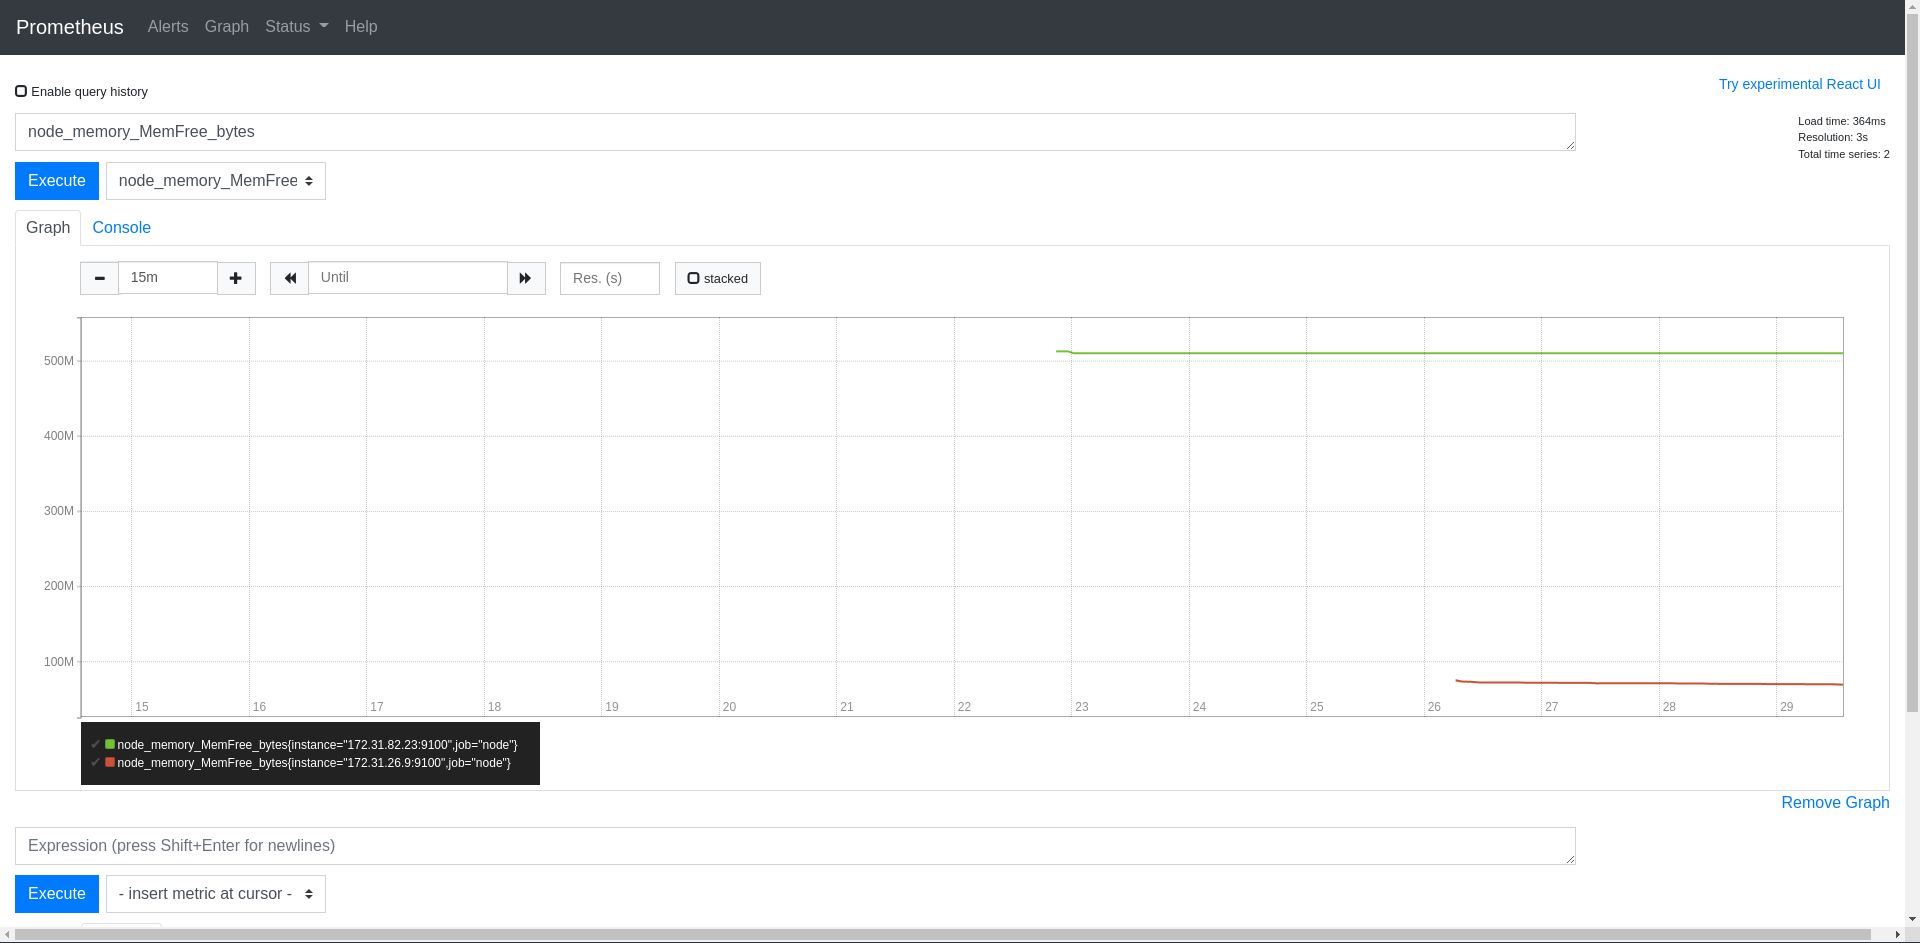 Prometheus Alerts Graph Status Help
Enable query history
Try experimental React UI
node_memory_MemFree_bytes
Load time: 364ms
Resolution: 3s
Total time series: 2
Execute node_memory_MemFree
Graph Console
15m Until Res. (s) stacked
500M
400M
300M
200M
100M
15 16 17 18 19 20 21 22 23 24 25 26 27 28 29
✔ node_memory_MemFree_bytes{instance="172.31.82.23:9100",job="node"}
✔ node_memory_MemFree_bytes{instance="172.31.26.9:9100",job="node"}
Remove Graph
Expression (press Shift+Enter for newlines)
Execute - insert metric at cursor -